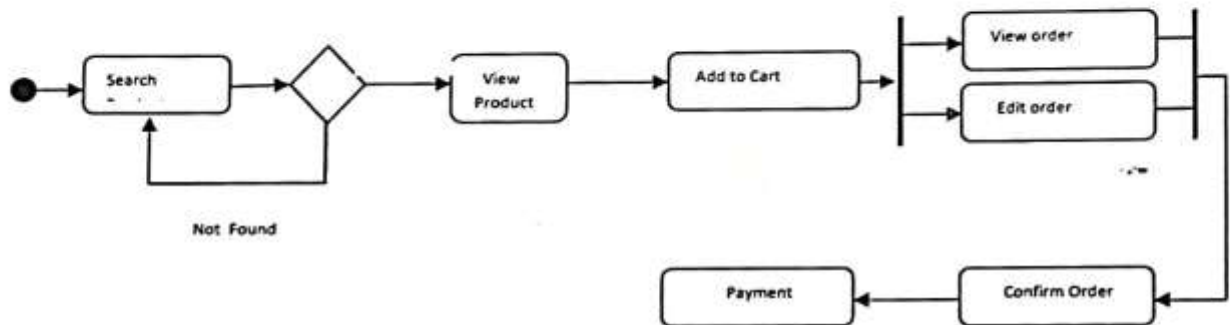 Search
View
Product
Add to Cart
View order
Edit order
Not Found
Confirm Order
Payment